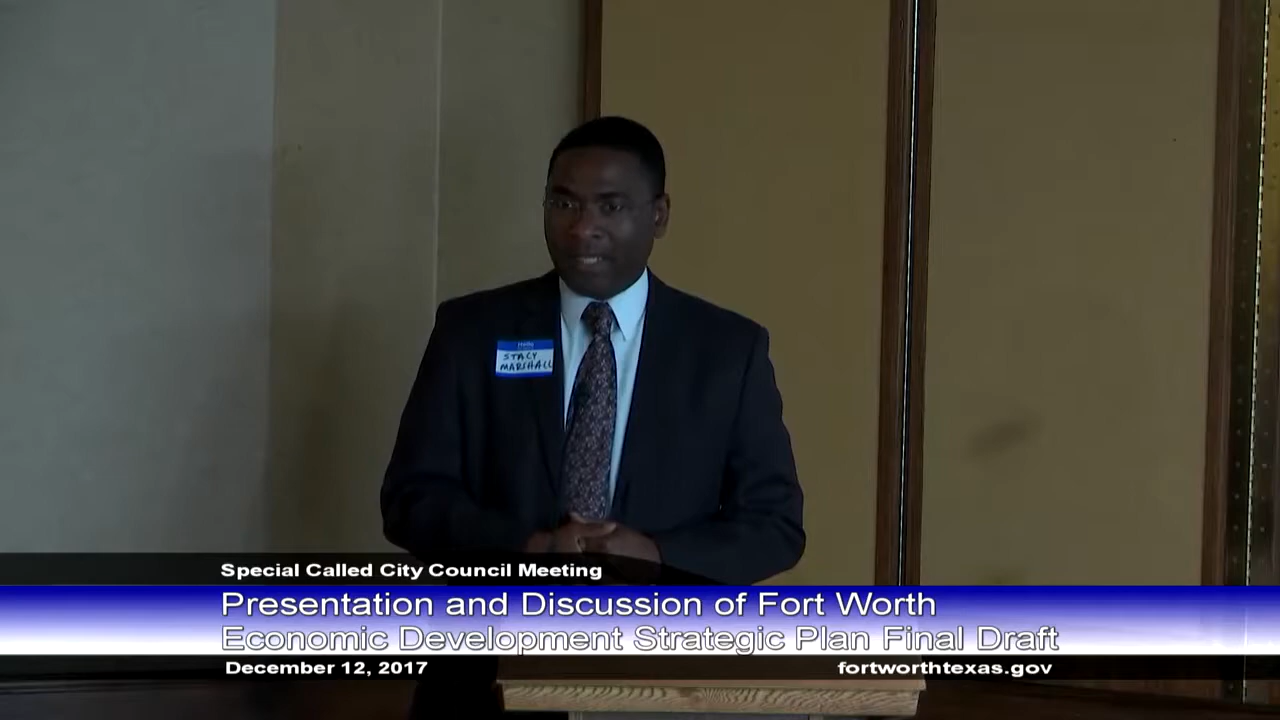 Hello
STACY
MARSHALL
Special Called City Council Meeting
Presentation and Discussion of Fort Worth
Economic Development Strategic Plan Final Draft
December 12, 2017
fortworthtexas.gov